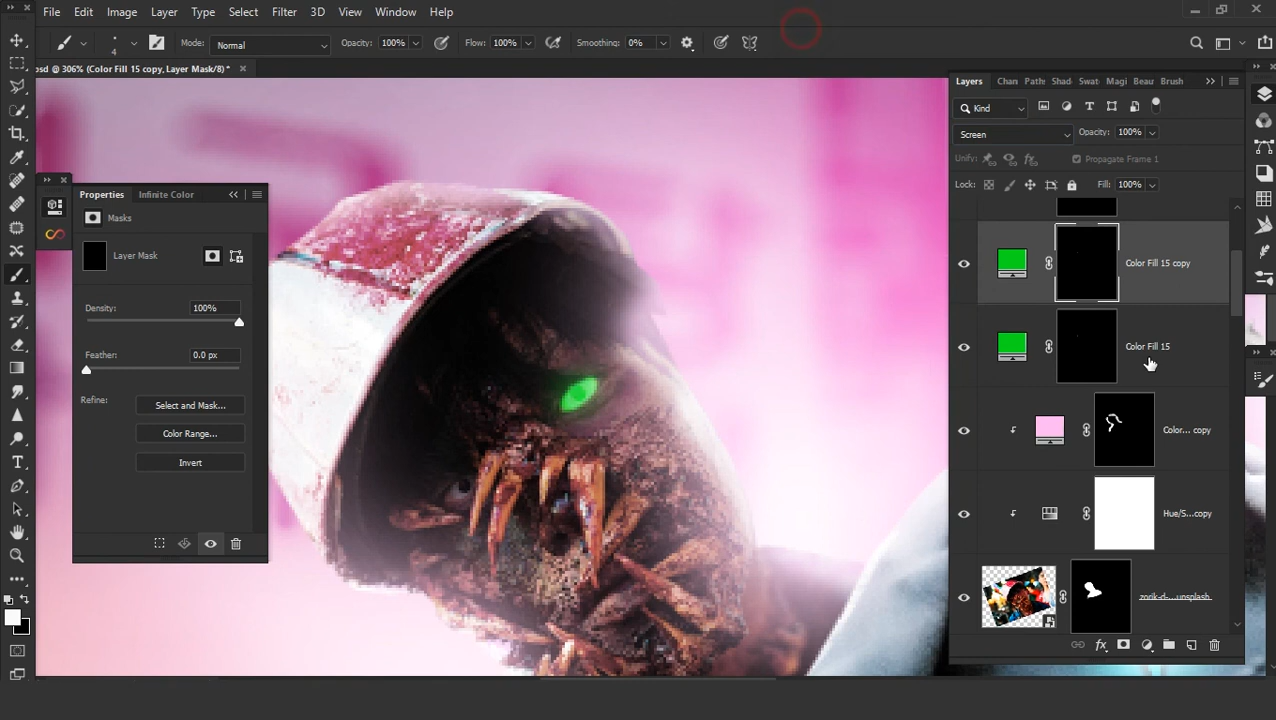 File Edit Image Layer Type Select Filter 3D View Window Help
4 Mode: Normal Opacity: 100% Flow: 100% Smoothing: 0%
psd @ 306% (Color Fill 15 copy, Layer Mask/8) *
Layers Chan Path Shad Swat Magi Beau Brush
Kind
Screen Opacity: 100%
Unify: Propagate Frame 1
Lock: Fill: 100%
Properties Infinite Color
Masks
Layer Mask
Density: 100%
Feather: 0.0 px
Refine: Select and Mask...
Color Range...
Invert
Color Fill 15 copy
Color Fill 15
Color... copy
Hue/S...copy
zorik-d-...unsplash